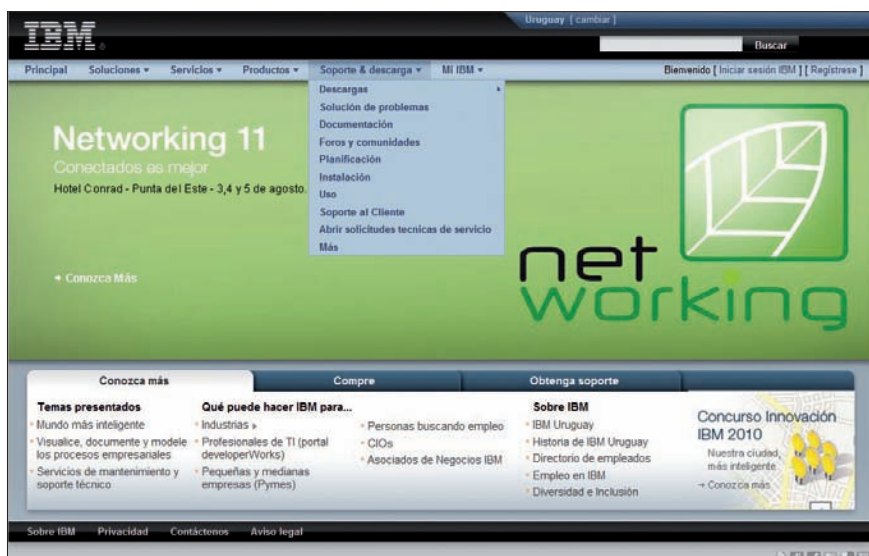 Uruguay [ cambiar ]
IBM®
Buscar
Principal Soluciones Servicios Productos Soporte & descarga Mi IBM Bienvenido [ Iniciar sesión IBM ] [ Regístrese ]
Descargas
Solución de problemas
Documentación
Foros y comunidades
Planificación
Instalación
Uso
Soporte al Cliente
Abrir solicitudes tecnicas de servicio
Más
Networking 11
Conectados es mejor
Hotel Conrad - Punta del Este - 3,4 y 5 de agosto.
Conozca Más
net
working
Conozca más Compre Obtenga soporte
Temas presentados
Mundo más inteligente
Visualice, documente y modele
los procesos empresariales
Servicios de mantenimiento y
soporte técnico
Qué puede hacer IBM para...
Industrias
Profesionales de TI (portal
developerWorks)
Pequeñas y medianas
empresas (Pymes)
Personas buscando empleo
CIOs
Asociados de Negocios IBM
Sobre IBM
IBM Uruguay
Historia de IBM Uruguay
Directorio de empleados
Empleo en IBM
Diversidad e Inclusión
Concurso Innovación
IBM 2010
Nuestra ciudad,
más inteligente
Conozca más
Sobre IBM Privacidad Contáctenos Aviso legal